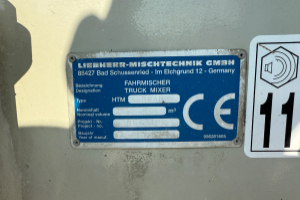 LIEBHERR-MISCHTECHNIK GMBH
88427 Bad Schussenried - Im Elchgrund 12 - Germany
Bezeichnung FAHRMISCHER
Designation TRUCK MIXER
Type HTM
Nennvolumen m³
Nominal volume
Projekt - Nr.
Project - No.
Baujahr
Year of manuf.
CE
11